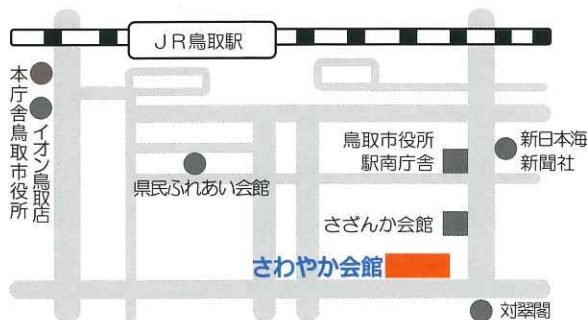 JR鳥取駅
本庁舎鳥取市役所
イオン鳥取店
鳥取市役所
駅南庁舎
新日本海
新聞社
県民ふれあい会館
さざんか会館
さわやか会館
対翠閣